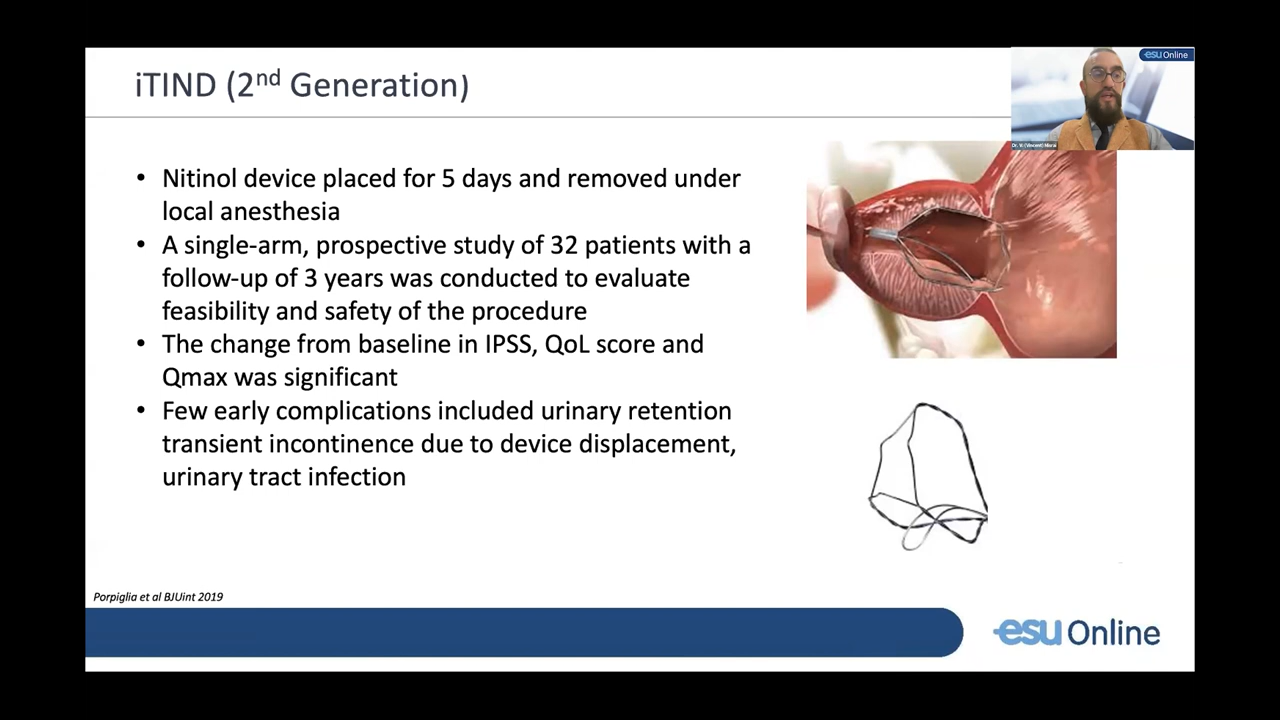 iTIND (2nd Generation)
esu Online
Dr. V. (Vincent) Misrai
• Nitinol device placed for 5 days and removed under
local anesthesia
• A single-arm, prospective study of 32 patients with a
follow-up of 3 years was conducted to evaluate
feasibility and safety of the procedure
• The change from baseline in IPSS, QoL score and
Qmax was significant
• Few early complications included urinary retention
transient incontinence due to device displacement,
urinary tract infection
Porpiglia et al BJUint 2019
esu Online